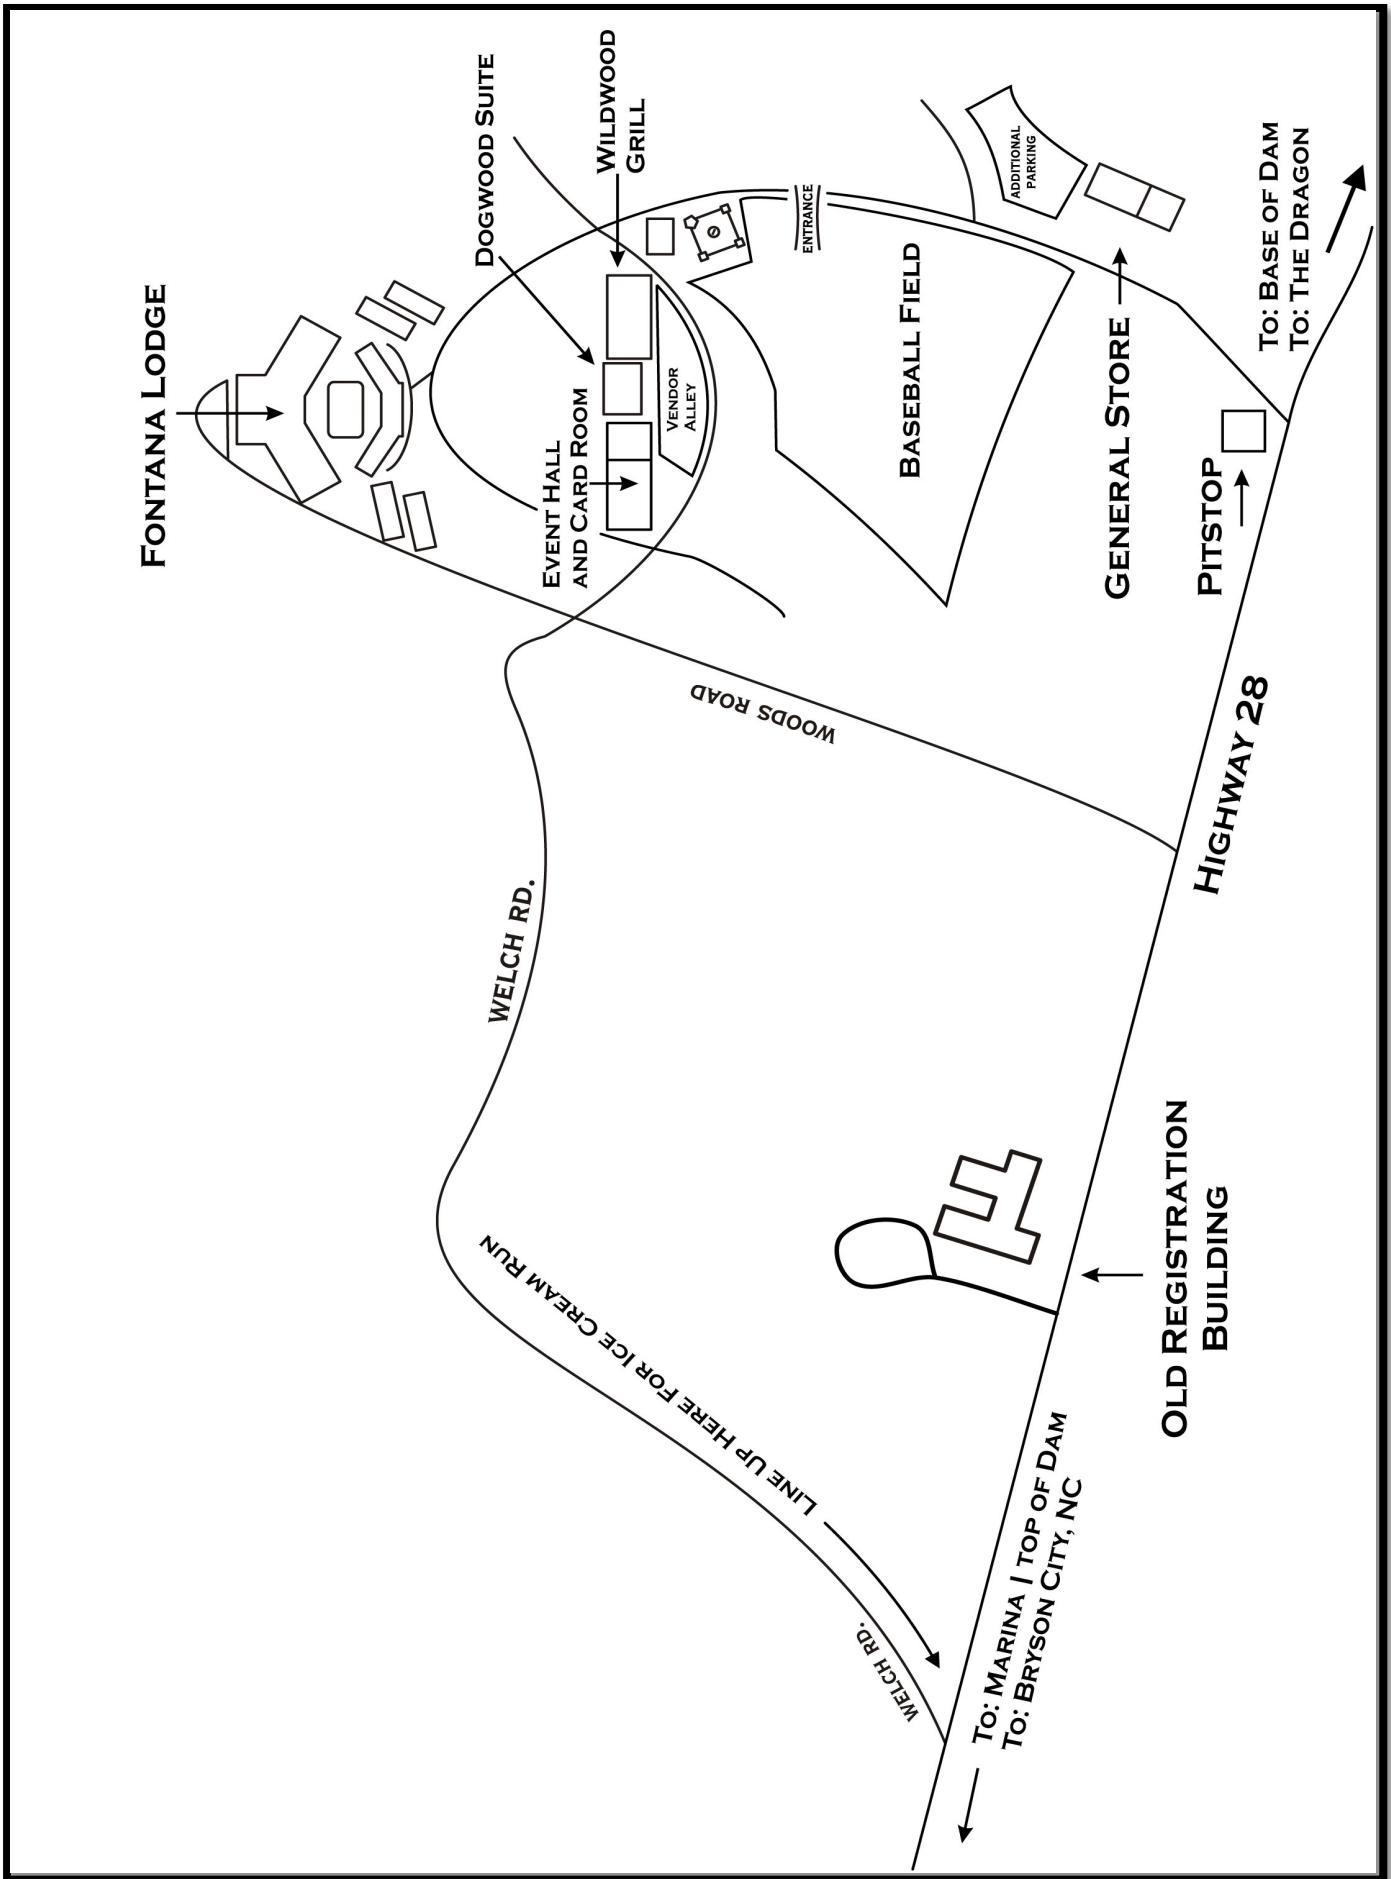 FONTANA LODGE
DOGWOOD SUITE
WILDWOOD
GRILL
EVENT HALL
AND CARD ROOM
VENDOR
ALLEY
ENTRANCE
BASEBALL FIELD
ADDITIONAL
PARKING
GENERAL STORE
PITSTOP
TO: BASE OF DAM
TO: THE DRAGON
WOODS ROAD
HIGHWAY 28
WELCH RD.
LINE UP HERE FOR ICE CREAM RUN
WELCH RD.
OLD REGISTRATION
BUILDING
TO: MARINA | TOP OF DAM
TO: BRYSON CITY, NC